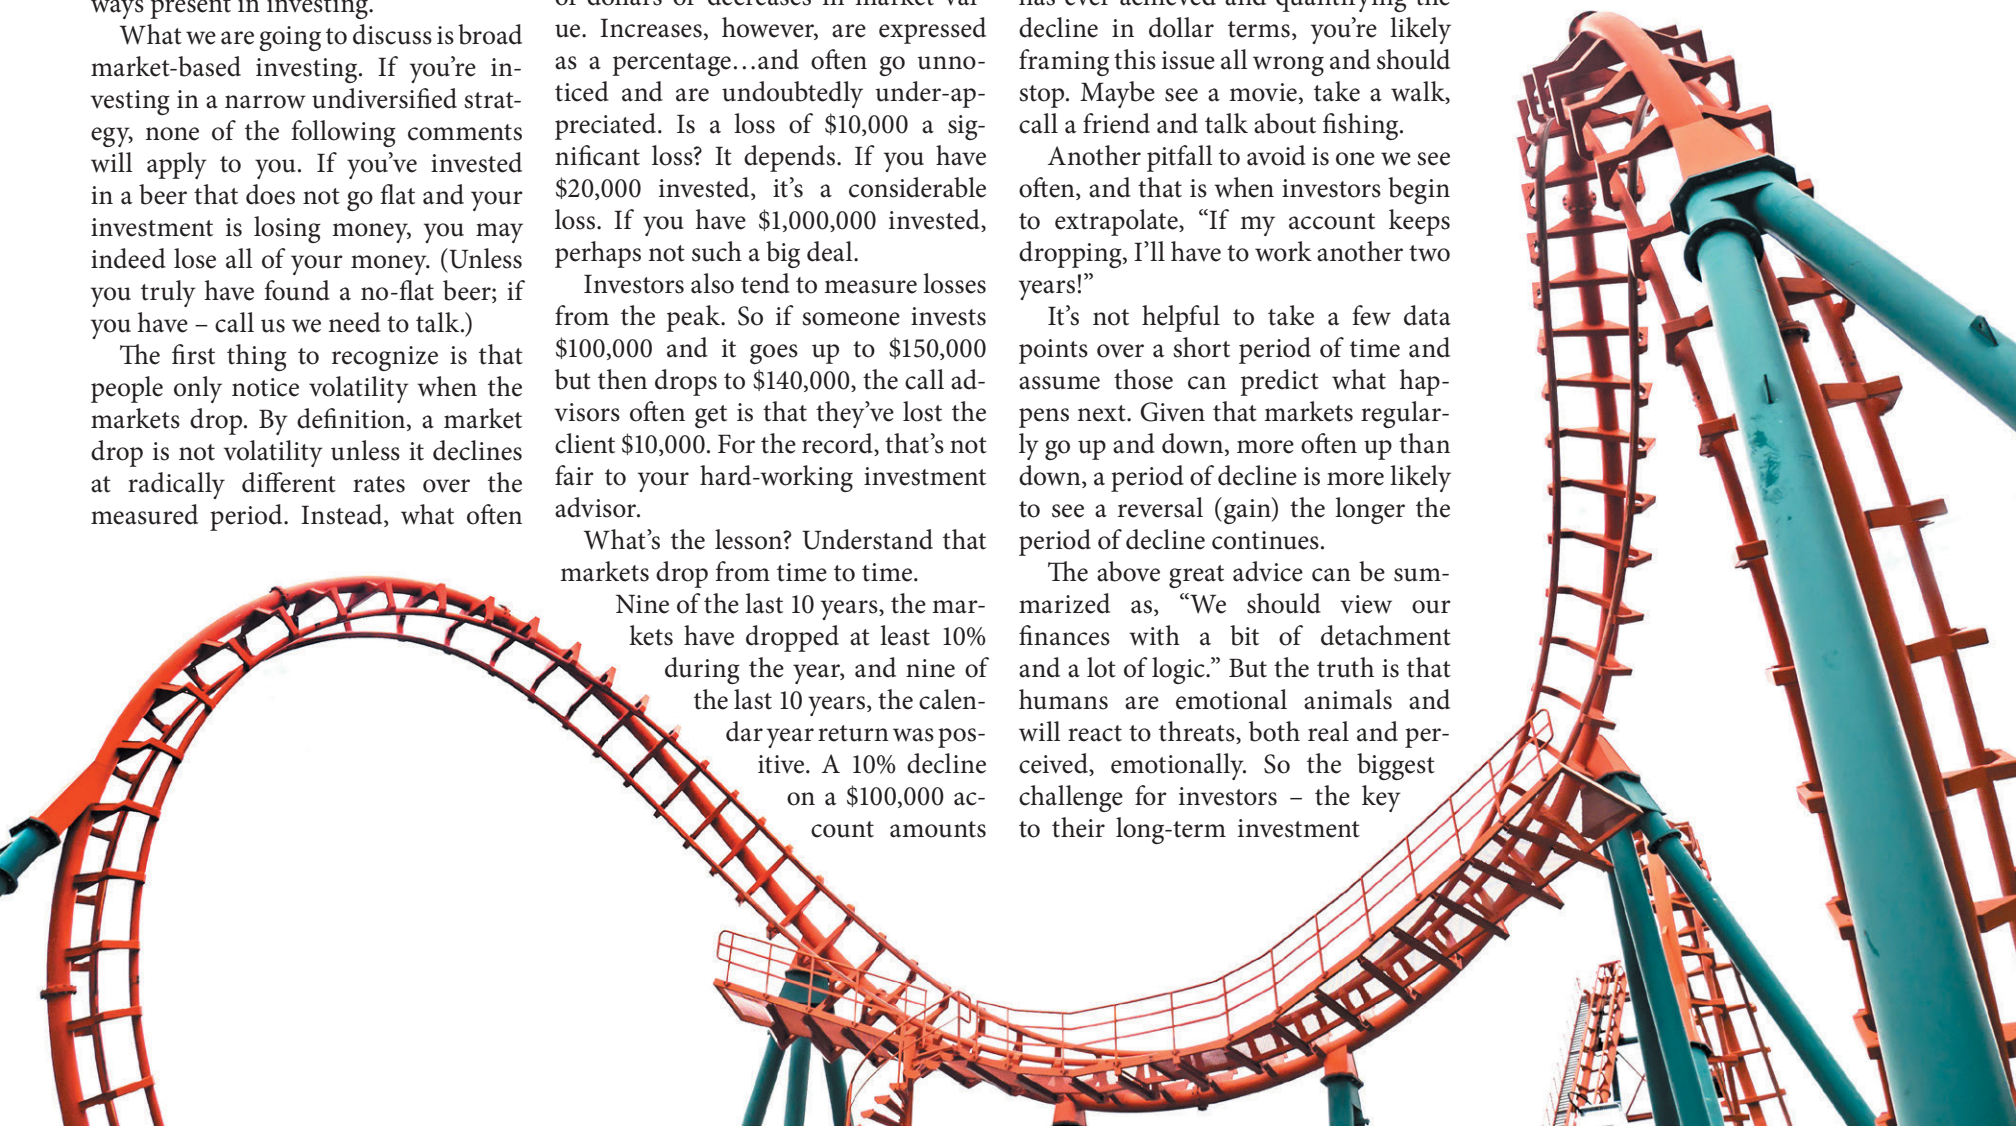 ways present in investing.
What we are going to discuss is broad
market-based investing. If you’re in-
vesting in a narrow undiversified strat-
egy, none of the following comments
will apply to you. If you’ve invested
in a beer that does not go flat and your
investment is losing money, you may
indeed lose all of your money. (Unless
you truly have found a no-flat beer; if
you have – call us we need to talk.)
The first thing to recognize is that
people only notice volatility when the
markets drop. By definition, a market
drop is not volatility unless it declines
at radically different rates over the
measured period. Instead, what often
of dollars of decreases in market val-
ue. Increases, however, are expressed
as a percentage…and often go unno-
ticed and are undoubtedly under-ap-
preciated. Is a loss of $10,000 a sig-
nificant loss? It depends. If you have
$20,000 invested, it’s a considerable
loss. If you have $1,000,000 invested,
perhaps not such a big deal.
Investors also tend to measure losses
from the peak. So if someone invests
$100,000 and it goes up to $150,000
but then drops to $140,000, the call ad-
visors often get is that they’ve lost the
client $10,000. For the record, that’s not
fair to your hard-working investment
advisor.
What’s the lesson? Understand that
markets drop from time to time.
Nine of the last 10 years, the mar-
kets have dropped at least 10%
during the year, and nine of
the last 10 years, the calen-
dar year return was pos-
itive. A 10% decline
on a $100,000 ac-
count amounts
has ever achieved and quantifying the
decline in dollar terms, you’re likely
framing this issue all wrong and should
stop. Maybe see a movie, take a walk,
call a friend and talk about fishing.
Another pitfall to avoid is one we see
often, and that is when investors begin
to extrapolate, “If my account keeps
dropping, I’ll have to work another two
years!”
It’s not helpful to take a few data
points over a short period of time and
assume those can predict what hap-
pens next. Given that markets regular-
ly go up and down, more often up than
down, a period of decline is more likely
to see a reversal (gain) the longer the
period of decline continues.
The above great advice can be sum-
marized as, “We should view our
finances with a bit of detachment
and a lot of logic.” But the truth is that
humans are emotional animals and
will react to threats, both real and per-
ceived, emotionally. So the biggest
challenge for investors – the key
to their long-term investment